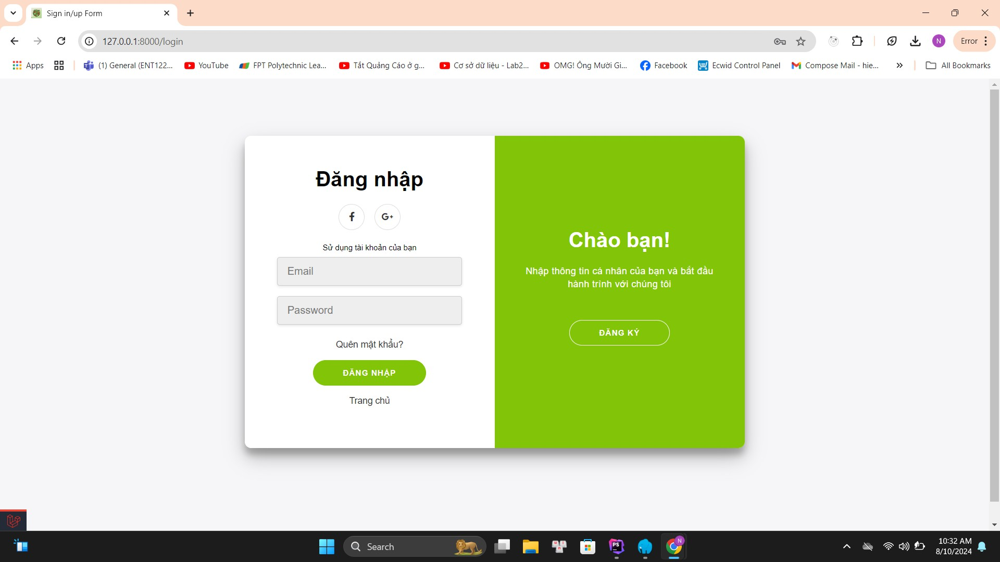 Sign in/up Form
127.0.0.1:8000/login
N
Error
Apps
(1) General (ENT122...
YouTube
FPT Polytechnic Lea...
Tắt Quảng Cáo ở g...
Cơ sở dữ liệu - Lab2...
OMG! Ông Mười Gi...
Facebook
Ecwid Control Panel
Compose Mail - hie...
All Bookmarks
Đăng nhập
f
G+
Sử dụng tài khoản của bạn
Email
Password
Quên mật khẩu?
ĐĂNG NHẬP
Trang chủ
Chào bạn!
Nhập thông tin cá nhân của bạn và bắt đầu
hành trình với chúng tôi
ĐĂNG KÝ
Search
PS
N
10:32 AM
8/10/2024